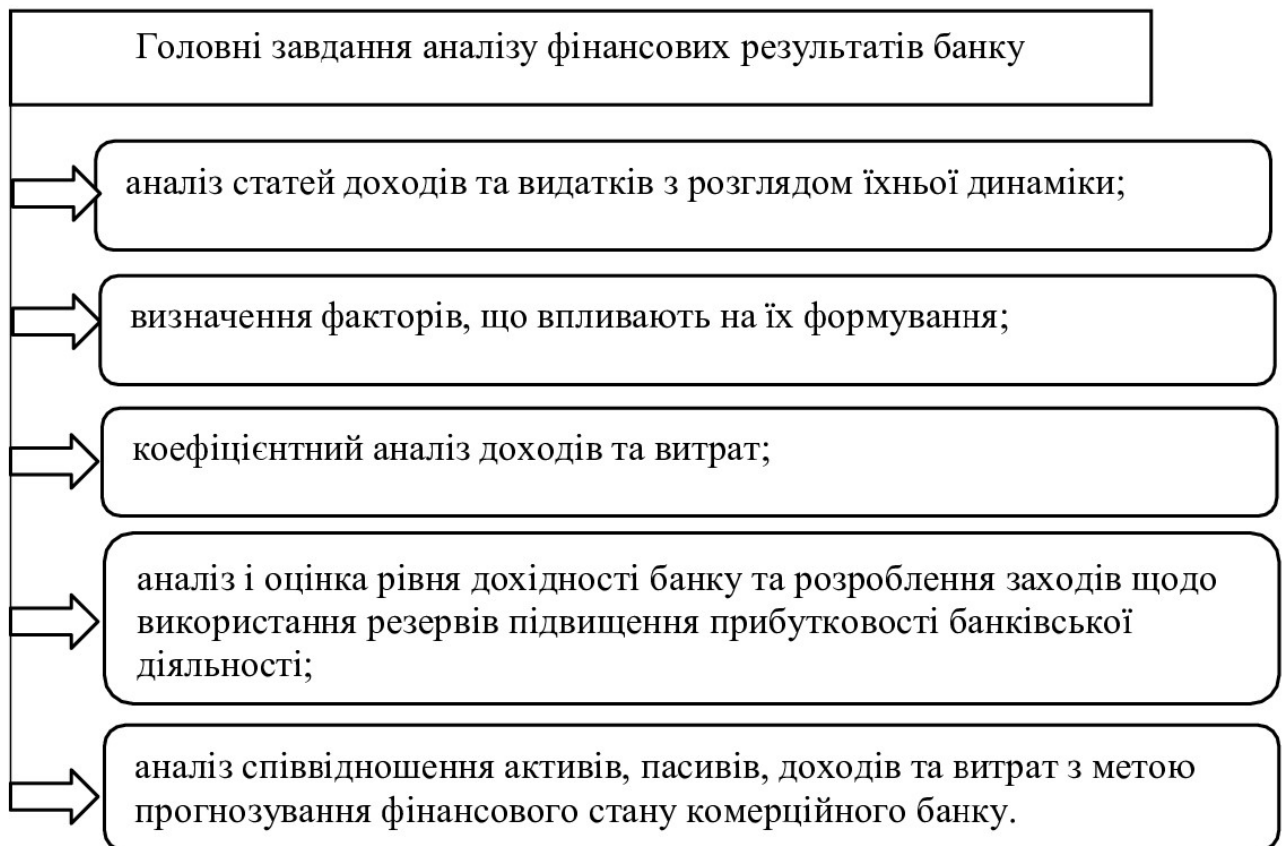 Головні завдання аналізу фінансових результатів банку
аналіз статей доходів та видатків з розглядом їхньої динаміки;
визначення факторів, що впливають на їх формування;
коефіцієнтний аналіз доходів та витрат;
аналіз і оцінка рівня дохідності банку та розроблення заходів щодо
використання резервів підвищення прибутковості банківської
діяльності;
аналіз співвідношення активів, пасивів, доходів та витрат з метою
прогнозування фінансового стану комерційного банку.